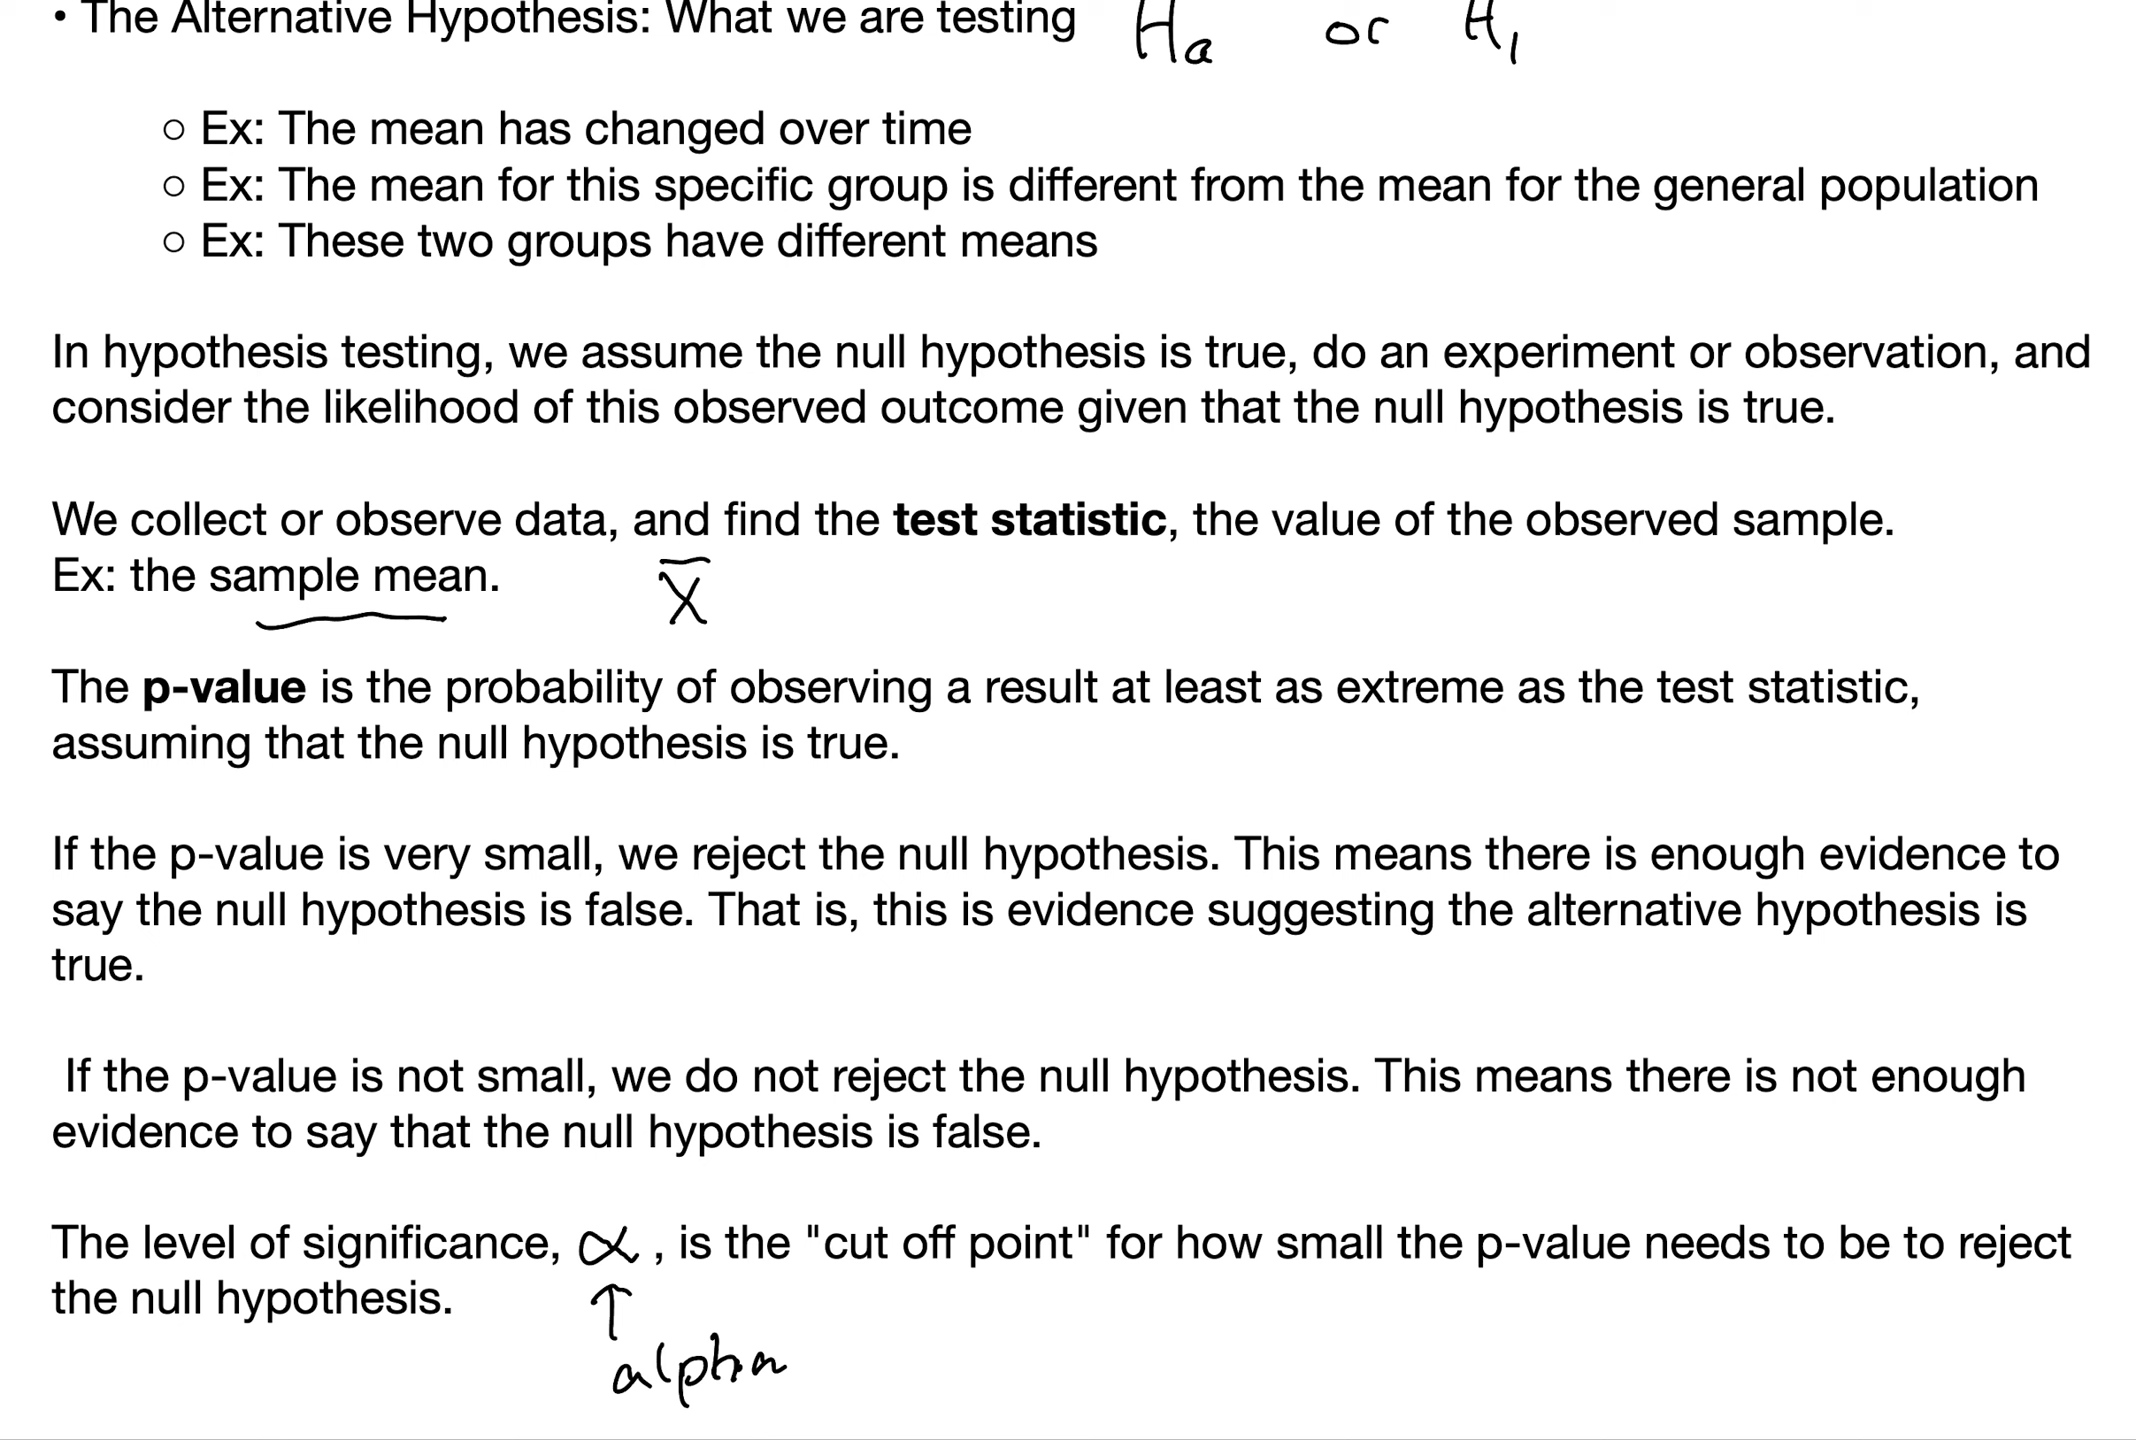 • The Alternative Hypothesis: What we are testing Ha or H₁
○ Ex: The mean has changed over time
○ Ex: The mean for this specific group is different from the mean for the general population
○ Ex: These two groups have different means
In hypothesis testing, we assume the null hypothesis is true, do an experiment or observation, and
consider the likelihood of this observed outcome given that the null hypothesis is true.
We collect or observe data, and find the test statistic, the value of the observed sample.
Ex: the sample mean. x̄
The p-value is the probability of observing a result at least as extreme as the test statistic,
assuming that the null hypothesis is true.
If the p-value is very small, we reject the null hypothesis. This means there is enough evidence to
say the null hypothesis is false. That is, this is evidence suggesting the alternative hypothesis is
true.
If the p-value is not small, we do not reject the null hypothesis. This means there is not enough
evidence to say that the null hypothesis is false.
The level of significance, α , is the "cut off point" for how small the p-value needs to be to reject
the null hypothesis. ↑
alpha